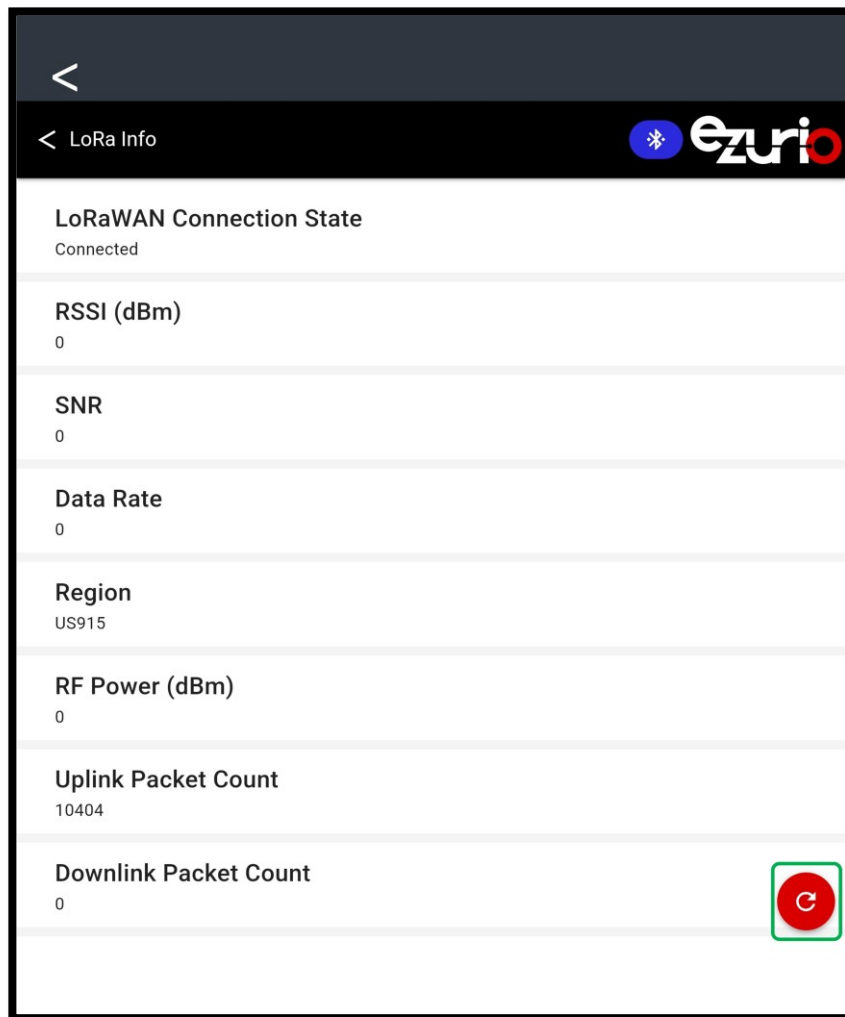 <
< LoRa Info
ezurio
LoRaWAN Connection State
Connected
RSSI (dBm)
0
SNR
0
Data Rate
0
Region
US915
RF Power (dBm)
0
Uplink Packet Count
10404
Downlink Packet Count
0